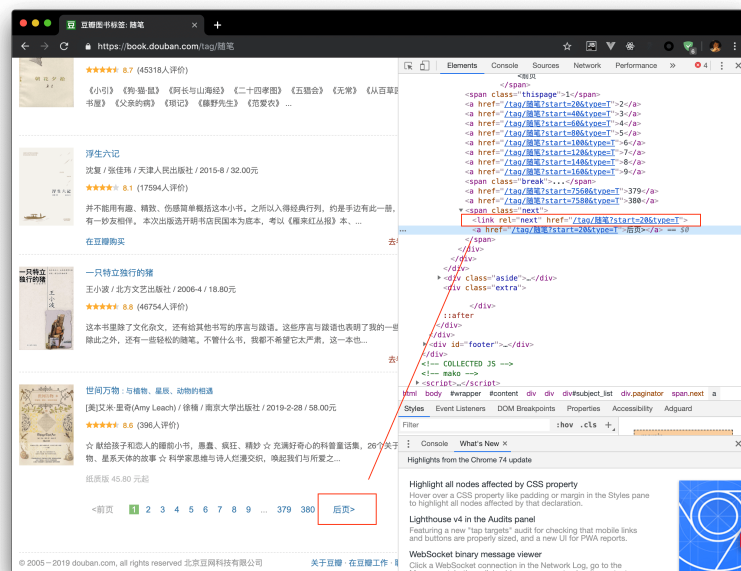 豆瓣图书标签: 随笔
https://book.douban.com/tag/随笔
8.7 (45318人评价)
《小引》 《狗·猫·鼠》 《阿长与山海经》 《二十四孝图》 《五猖会》 《无常》 《从百草园
书屋》 《父亲的病》 《琐记》 《藤野先生》 《范爱农》 ...
浮生六记
沈复 / 张佳玮 / 天津人民出版社 / 2015-8 / 32.00元
8.1 (17594人评价)
并不能用有趣、精致、伤感简单概括这本小书。之所以入得经典行列，约是手边有此一册，
有一妙友相伴。 本次出版选开明书店民国本为底本，考以《雁来红丛报》本、...
在豆瓣购买
去
一只特立独行的猪
王小波 / 北方文艺出版社 / 2006-4 / 18.80元
8.8 (46754人评价)
这本书里除了文化杂文，还有给其他书写的序言与跋语。这些序言与跋语也表明了我的一些
除此之外，还有一些轻松的随笔。不管什么书，我都不希望它太严肃，这一本也...
去
一只特立
独行的猪
王小波
世间万物 : 与植物、星辰、动物的相遇
[美]艾米·里奇(Amy Leach) / 徐楠 / 南京大学出版社 / 2019-2-28 / 58.00元
8.6 (396人评价)
☆ 献给孩子和恋人的睡前小书，愚蠢、疯狂、精妙 ☆ 充满好奇心的科普童话集，26个关于
物、星系天体的故事 ☆ 科学家思维与诗人烂漫交织，唤起我们与所爱之...
纸质版 45.80 元起
<前页 1 2 3 4 5 6 7 8 9 ... 379 380 后页>
© 2005－2019 douban.com, all rights reserved 北京豆网科技有限公司
关于豆瓣 · 在豆瓣工作 · 
Elements Console Sources Network Performance » 4
<前页
</span>
<span class="thispage">1</span>
<a href="/tag/随笔?start=20&type=T">2</a>
<a href="/tag/随笔?start=40&type=T">3</a>
<a href="/tag/随笔?start=60&type=T">4</a>
<a href="/tag/随笔?start=80&type=T">5</a>
<a href="/tag/随笔?start=100&type=T">6</a>
<a href="/tag/随笔?start=120&type=T">7</a>
<a href="/tag/随笔?start=140&type=T">8</a>
<a href="/tag/随笔?start=160&type=T">9</a>
<span class="break">...</span>
<a href="/tag/随笔?start=7560&type=T">379</a>
<a href="/tag/随笔?start=7580&type=T">380</a>
<span class="next">
<link rel="next" href="/tag/随笔?start=20&type=T">
<a href="/tag/随笔?start=20&type=T">后页></a> == $0
</span>
</div>
</div>
</div>
<div class="aside">…</div>
<div class="extra">
</div>
::after
</div>
</div>
<div id="footer">…</div>
</div>
<!-- COLLECTED JS -->
<!-- mako -->
<script>…</script>
html body #wrapper #content div div div#subject_list div.paginator span.next a
Styles Event Listeners DOM Breakpoints Properties Accessibility Adguard
Filter :hov .cls +
Console What's New ×
Highlights from the Chrome 74 update
Highlight all nodes affected by CSS property
Hover over a CSS property like padding or margin in the Styles pane
to highlight all nodes affected by that declaration.
Lighthouse v4 in the Audits panel
Featuring a new "tap targets" audit for checking that mobile links
and buttons are properly sized, and a new UI for PWA reports.
WebSocket binary message viewer
Click a WebSocket connection in the Network Log, go to the